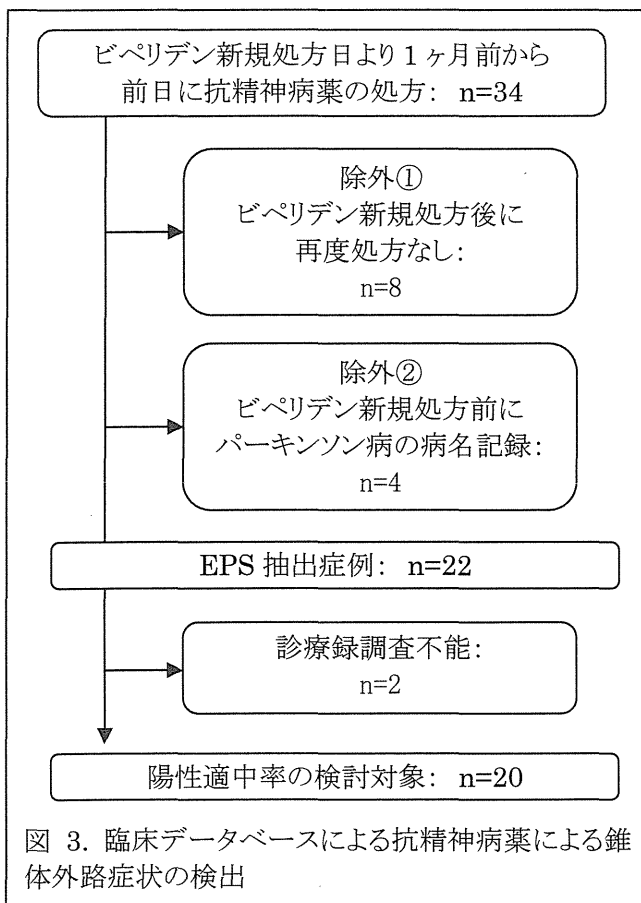 ビペリデン新規処方日より 1 ヶ月前から
前日に抗精神病薬の処方: n=34
除外①
ビペリデン新規処方後に
再度処方なし:
n=8
除外②
ビペリデン新規処方前に
パーキンソン病の病名記録:
n=4
EPS 抽出症例: n=22
診療録調査不能:
n=2
陽性適中率の検討対象: n=20
図 3. 臨床データベースによる抗精神病薬による錐
体外路症状の検出